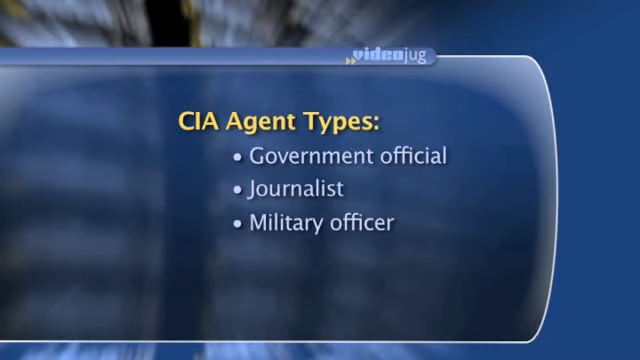 videojug
CIA Agent Types:
• Government official
• Journalist
• Military officer